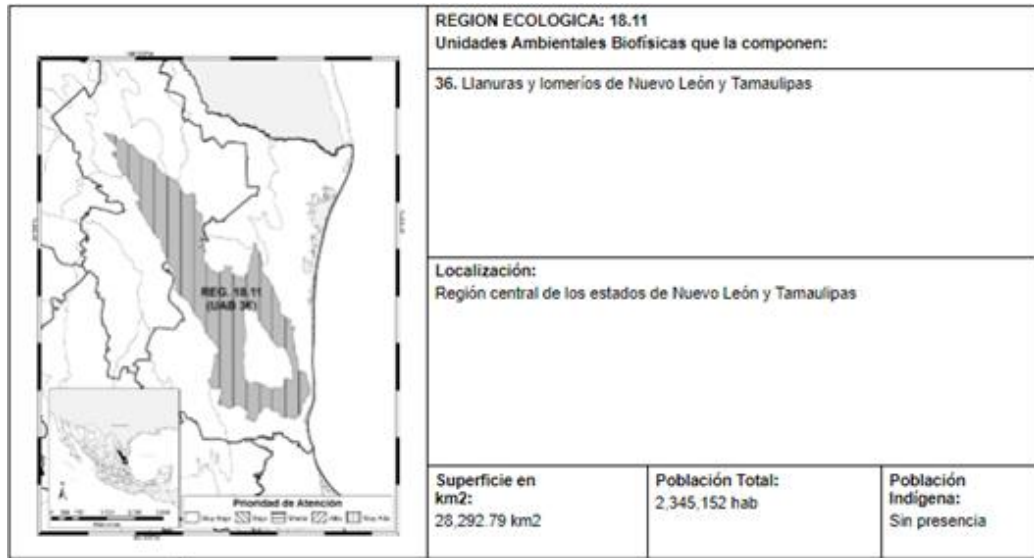 REGION ECOLOGICA: 18.11
Unidades Ambientales Biofísicas que la componen:
36. Llanuras y lomeríos de Nuevo León y Tamaulipas
Localización:
Región central de los estados de Nuevo León y Tamaulipas
REG. 18.11
(UAB 36)
Prioridad de Atención
Superficie en
km2:
28,292.79 km2
Población Total:
2,345,152 hab
Población
Indígena:
Sin presencia